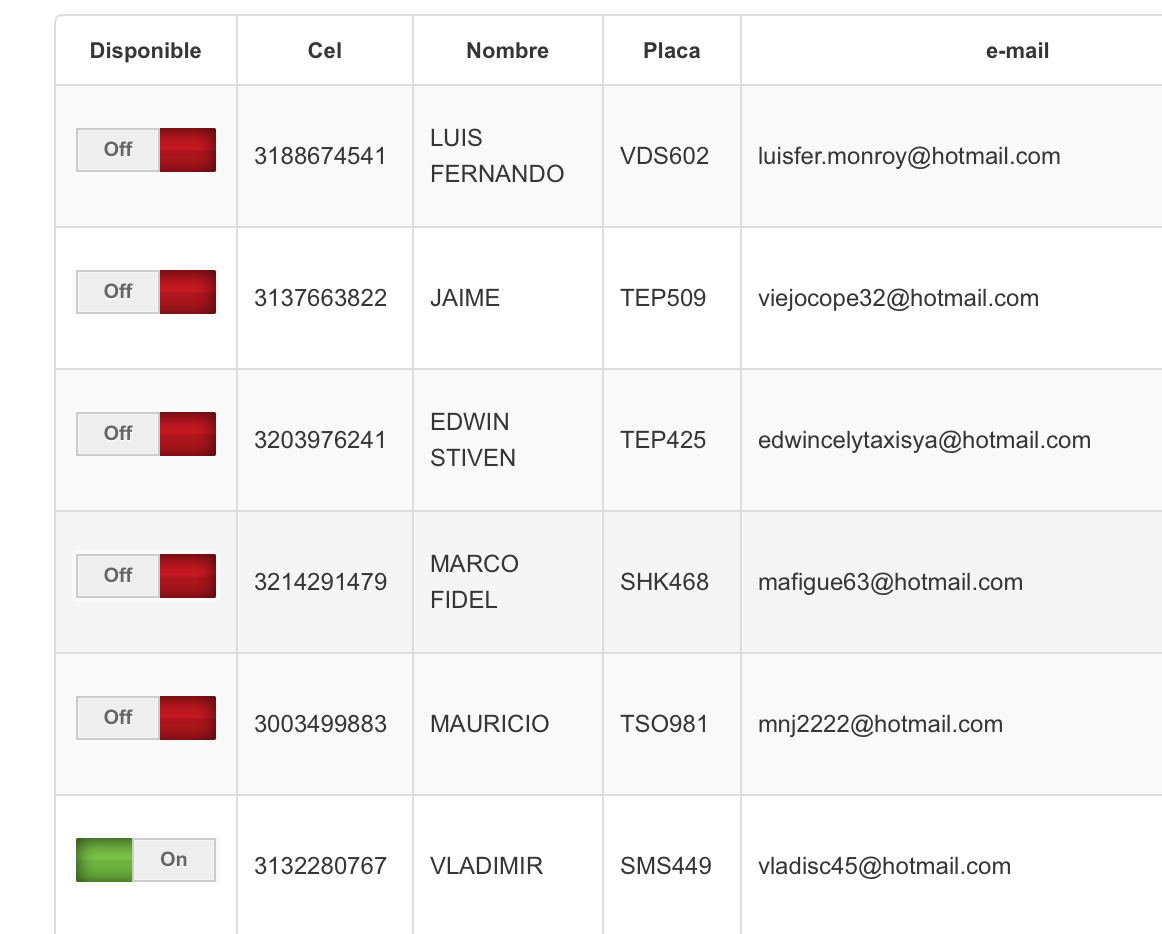 Disponible Cel Nombre Placa e-mail
Off 3188674541 LUIS FERNANDO VDS602 luisfer.monroy@hotmail.com
Off 3137663822 JAIME TEP509 viejocope32@hotmail.com
Off 3203976241 EDWIN STIVEN TEP425 edwincelytaxisya@hotmail.com
Off 3214291479 MARCO FIDEL SHK468 mafigue63@hotmail.com
Off 3003499883 MAURICIO TSO981 mnj2222@hotmail.com
On 3132280767 VLADIMIR SMS449 vladisc45@hotmail.com